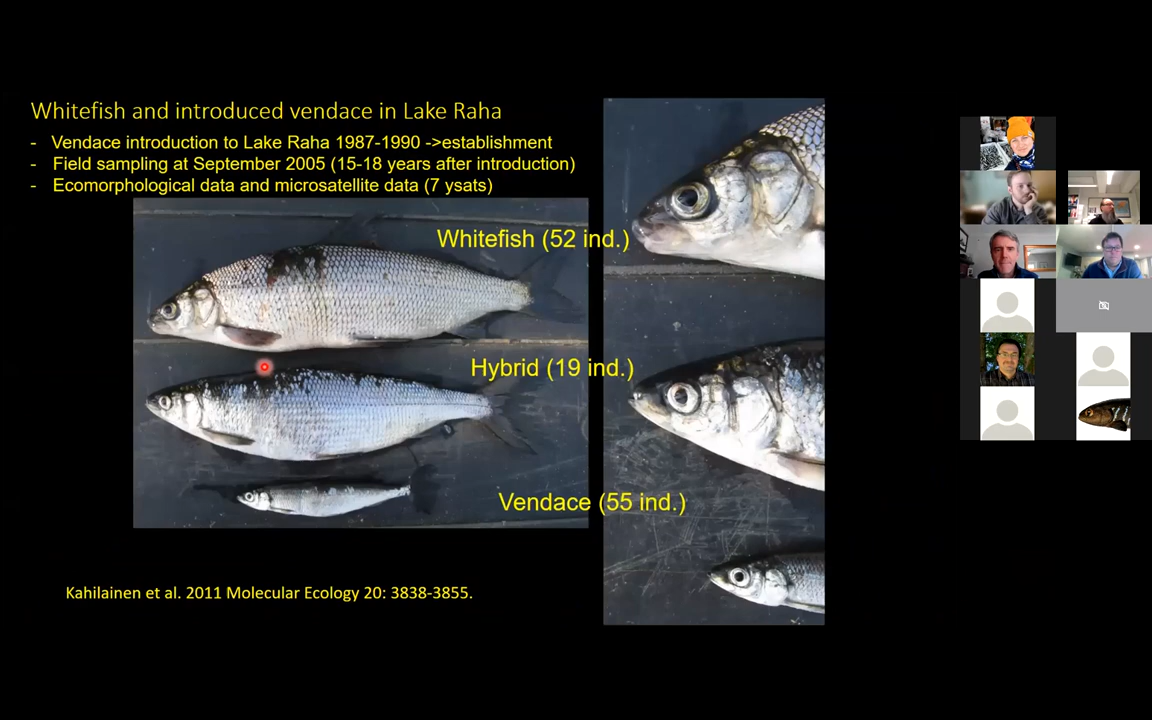 Whitefish and introduced vendace in Lake Raha
- Vendace introduction to Lake Raha 1987-1990 ->establishment
- Field sampling at September 2005 (15-18 years after introduction)
- Ecomorphological data and microsatellite data (7 ysats)
Whitefish (52 ind.)
Hybrid (19 ind.)
Vendace (55 ind.)
Kahilainen et al. 2011 Molecular Ecology 20: 3838-3855.